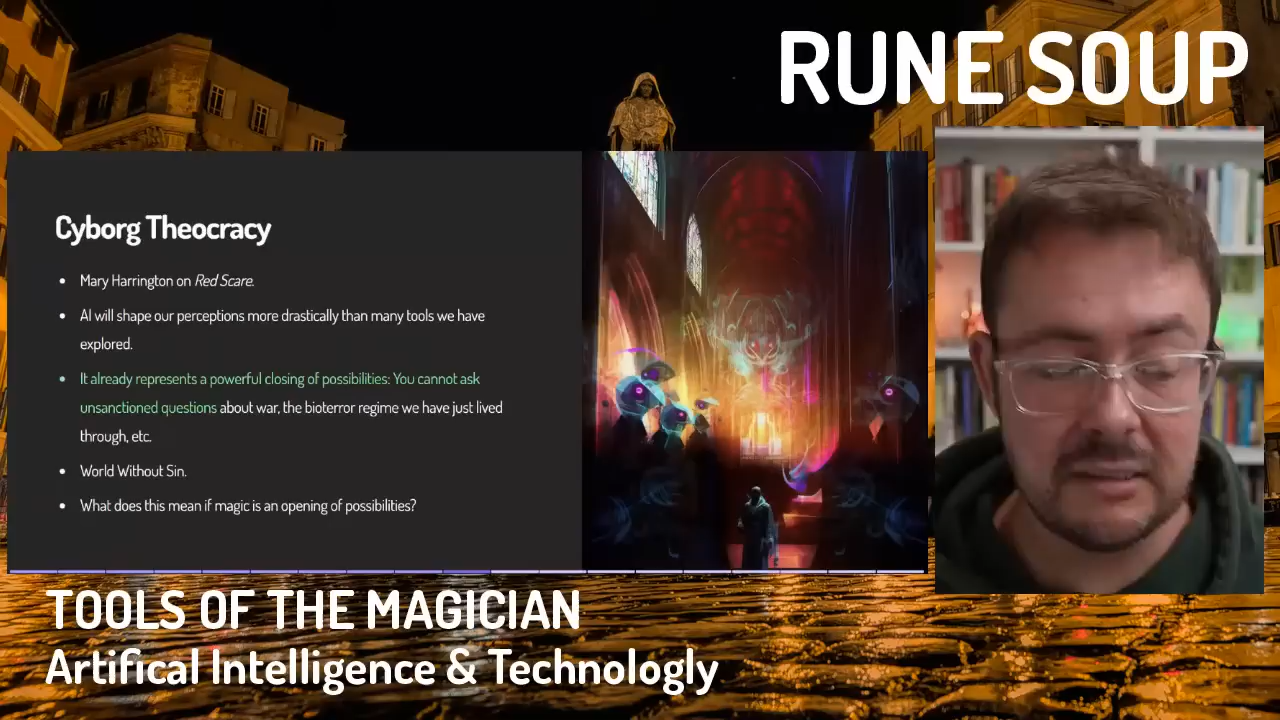 RUNE SOUP
Cyborg Theocracy
Mary Harrington on Red Scare.
AI will shape our perceptions more drastically than many tools we have
explored.
It already represents a powerful closing of possibilities: You cannot ask
unsanctioned questions about war, the bioterror regime we have just lived
through, etc.
World Without Sin.
What does this mean if magic is an opening of possibilities?
TOOLS OF THE MAGICIAN
Artifical Intelligence & Technologly